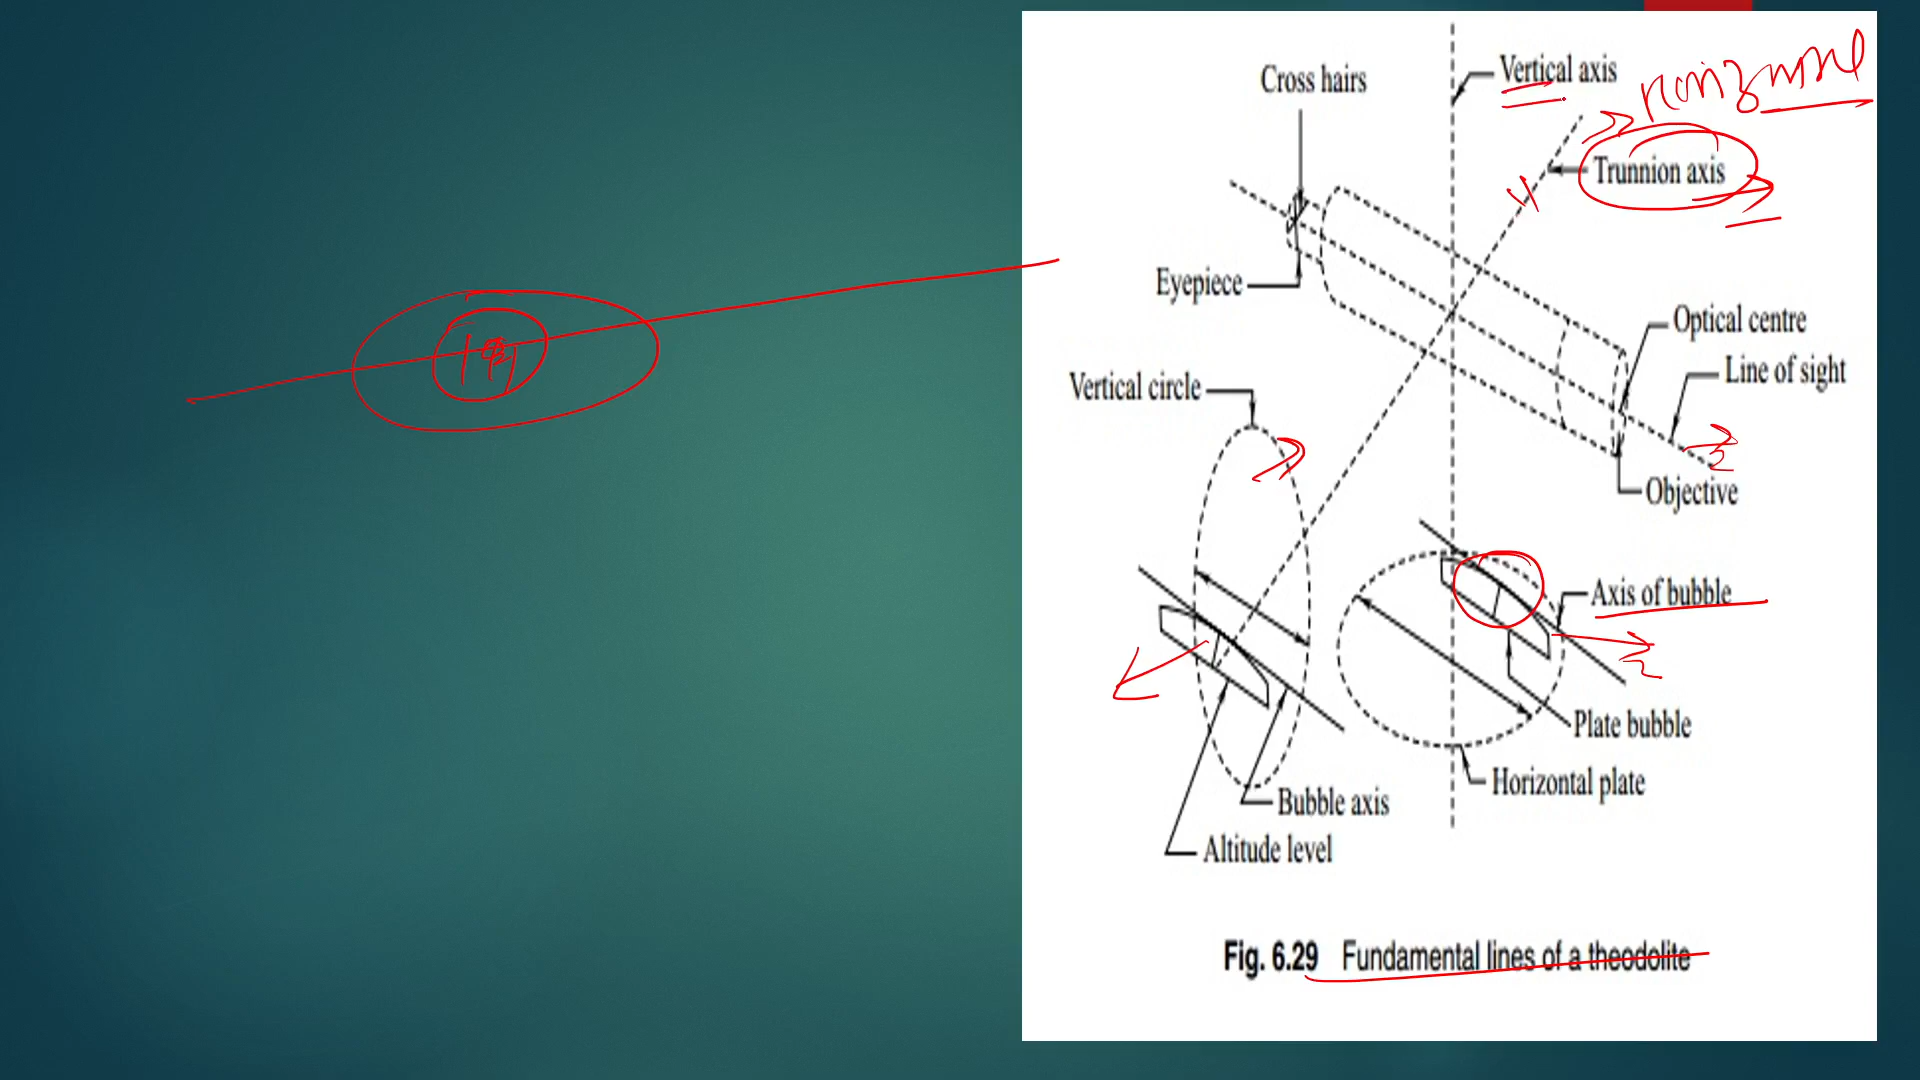 Vertical axis
Cross hairs
Trunnion axis
Eyepiece
Optical centre
Line of sight
Vertical circle
Objective
Axis of bubble
Plate bubble
Horizontal plate
Bubble axis
Altitude level
Fig. 6.29 Fundamental lines of a theodolite